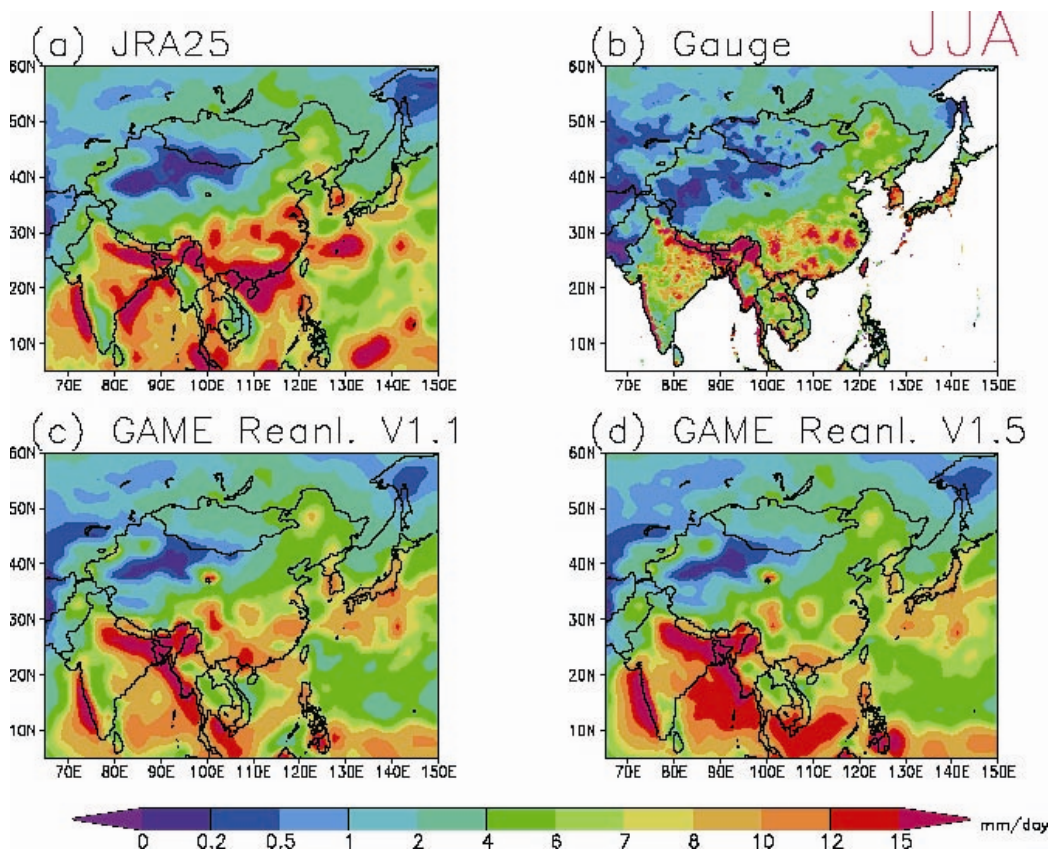 (a) JRA25
(b) Gauge
JJA
60N
50N
40N
30N
20N
10N
70E 80E 90E 100E 110E 120E 130E 140E 150E
60N
50N
40N
30N
20N
10N
70E 80E 90E 100E 110E 120E 130E 140E 150E
(c) GAME Reanl. V1.1
(d) GAME Reanl. V1.5
60N
50N
40N
30N
20N
10N
70E 80E 90E 100E 110E 120E 130E 140E 150E
60N
50N
40N
30N
20N
10N
70E 80E 90E 100E 110E 120E 130E 140E 150E
0 0.2 0.5 1 2 4 6 7 8 10 12 15 mm/day